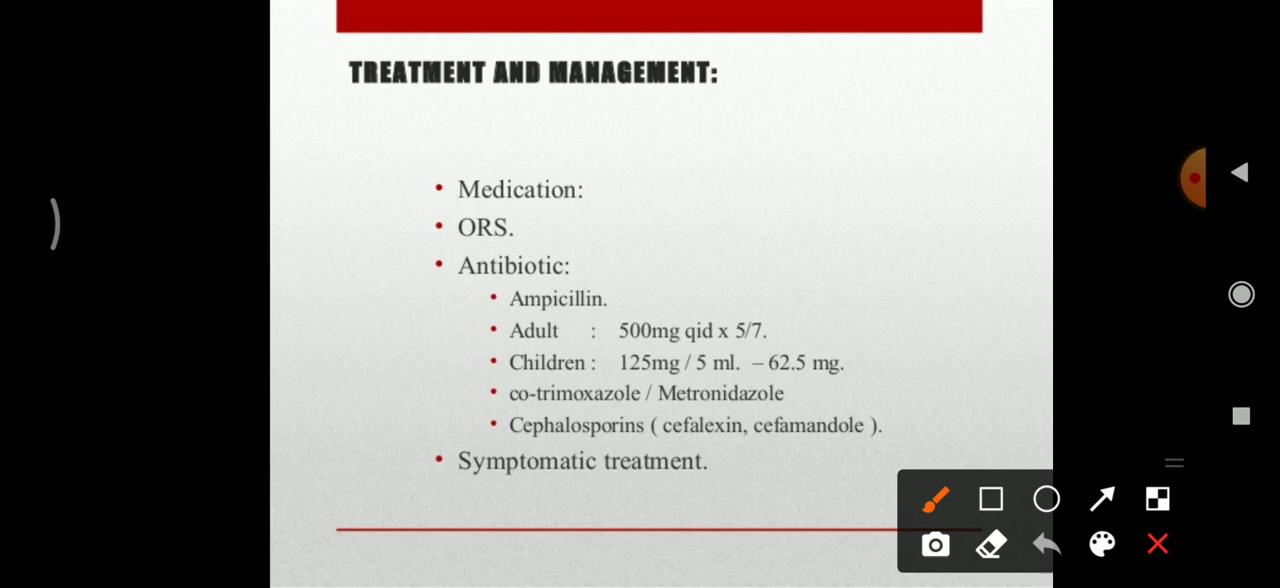 TREATMENT AND MANAGEMENT:
• Medication:
• ORS.
• Antibiotic:
• Ampicillin.
• Adult : 500mg qid x 5/7.
• Children : 125mg / 5 ml. – 62.5 mg.
• co-trimoxazole / Metronidazole
• Cephalosporins ( cefalexin, cefamandole ).
• Symptomatic treatment.